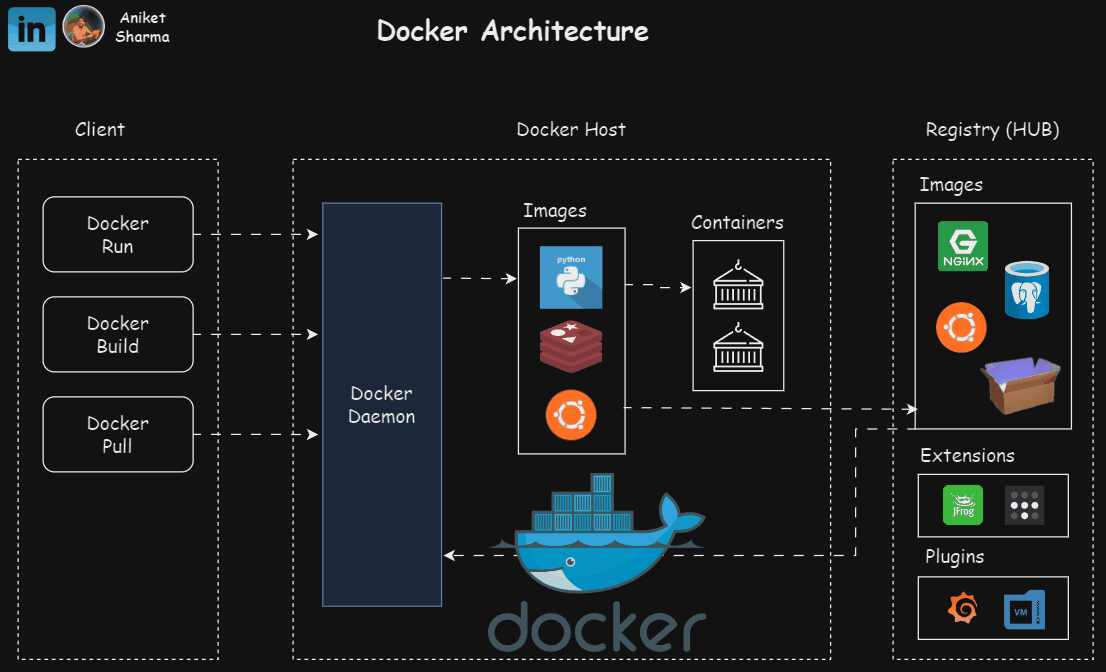 in
Aniket
Sharma
Docker Architecture
Client
Docker Host
Registry (HUB)
Docker
Run
Docker
Build
Docker
Pull
Docker
Daemon
Images
python
Containers
docker
Images
NGiNX
Extensions
JFrog
Plugins
VM